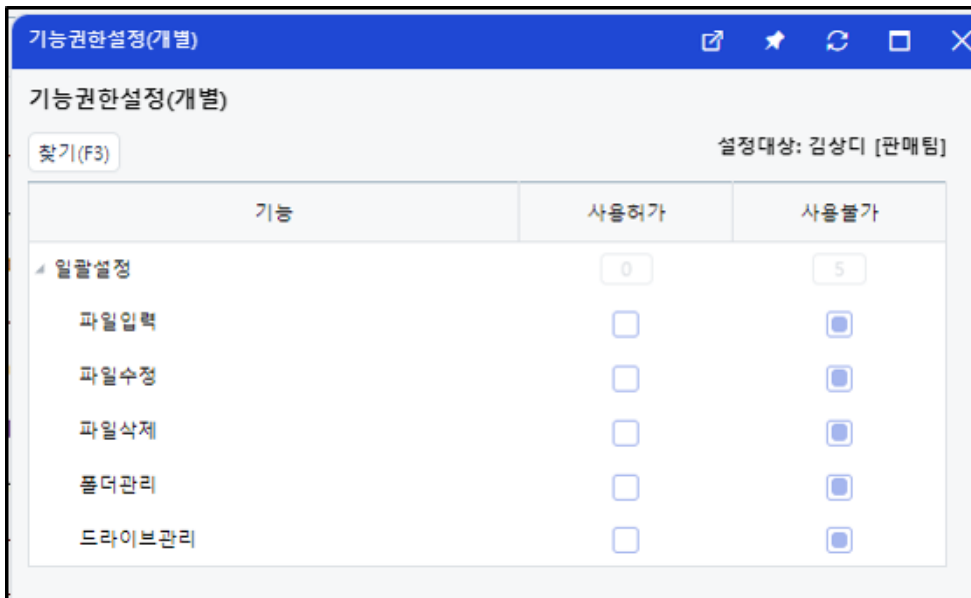 기능권한설정(개별)
기능권한설정(개별)
찾기(F3) 설정대상: 김상디 [판매팀]
기능 사용허가 사용불가
일괄설정 0 5
파일입력
파일수정
파일삭제
폴더관리
드라이브관리